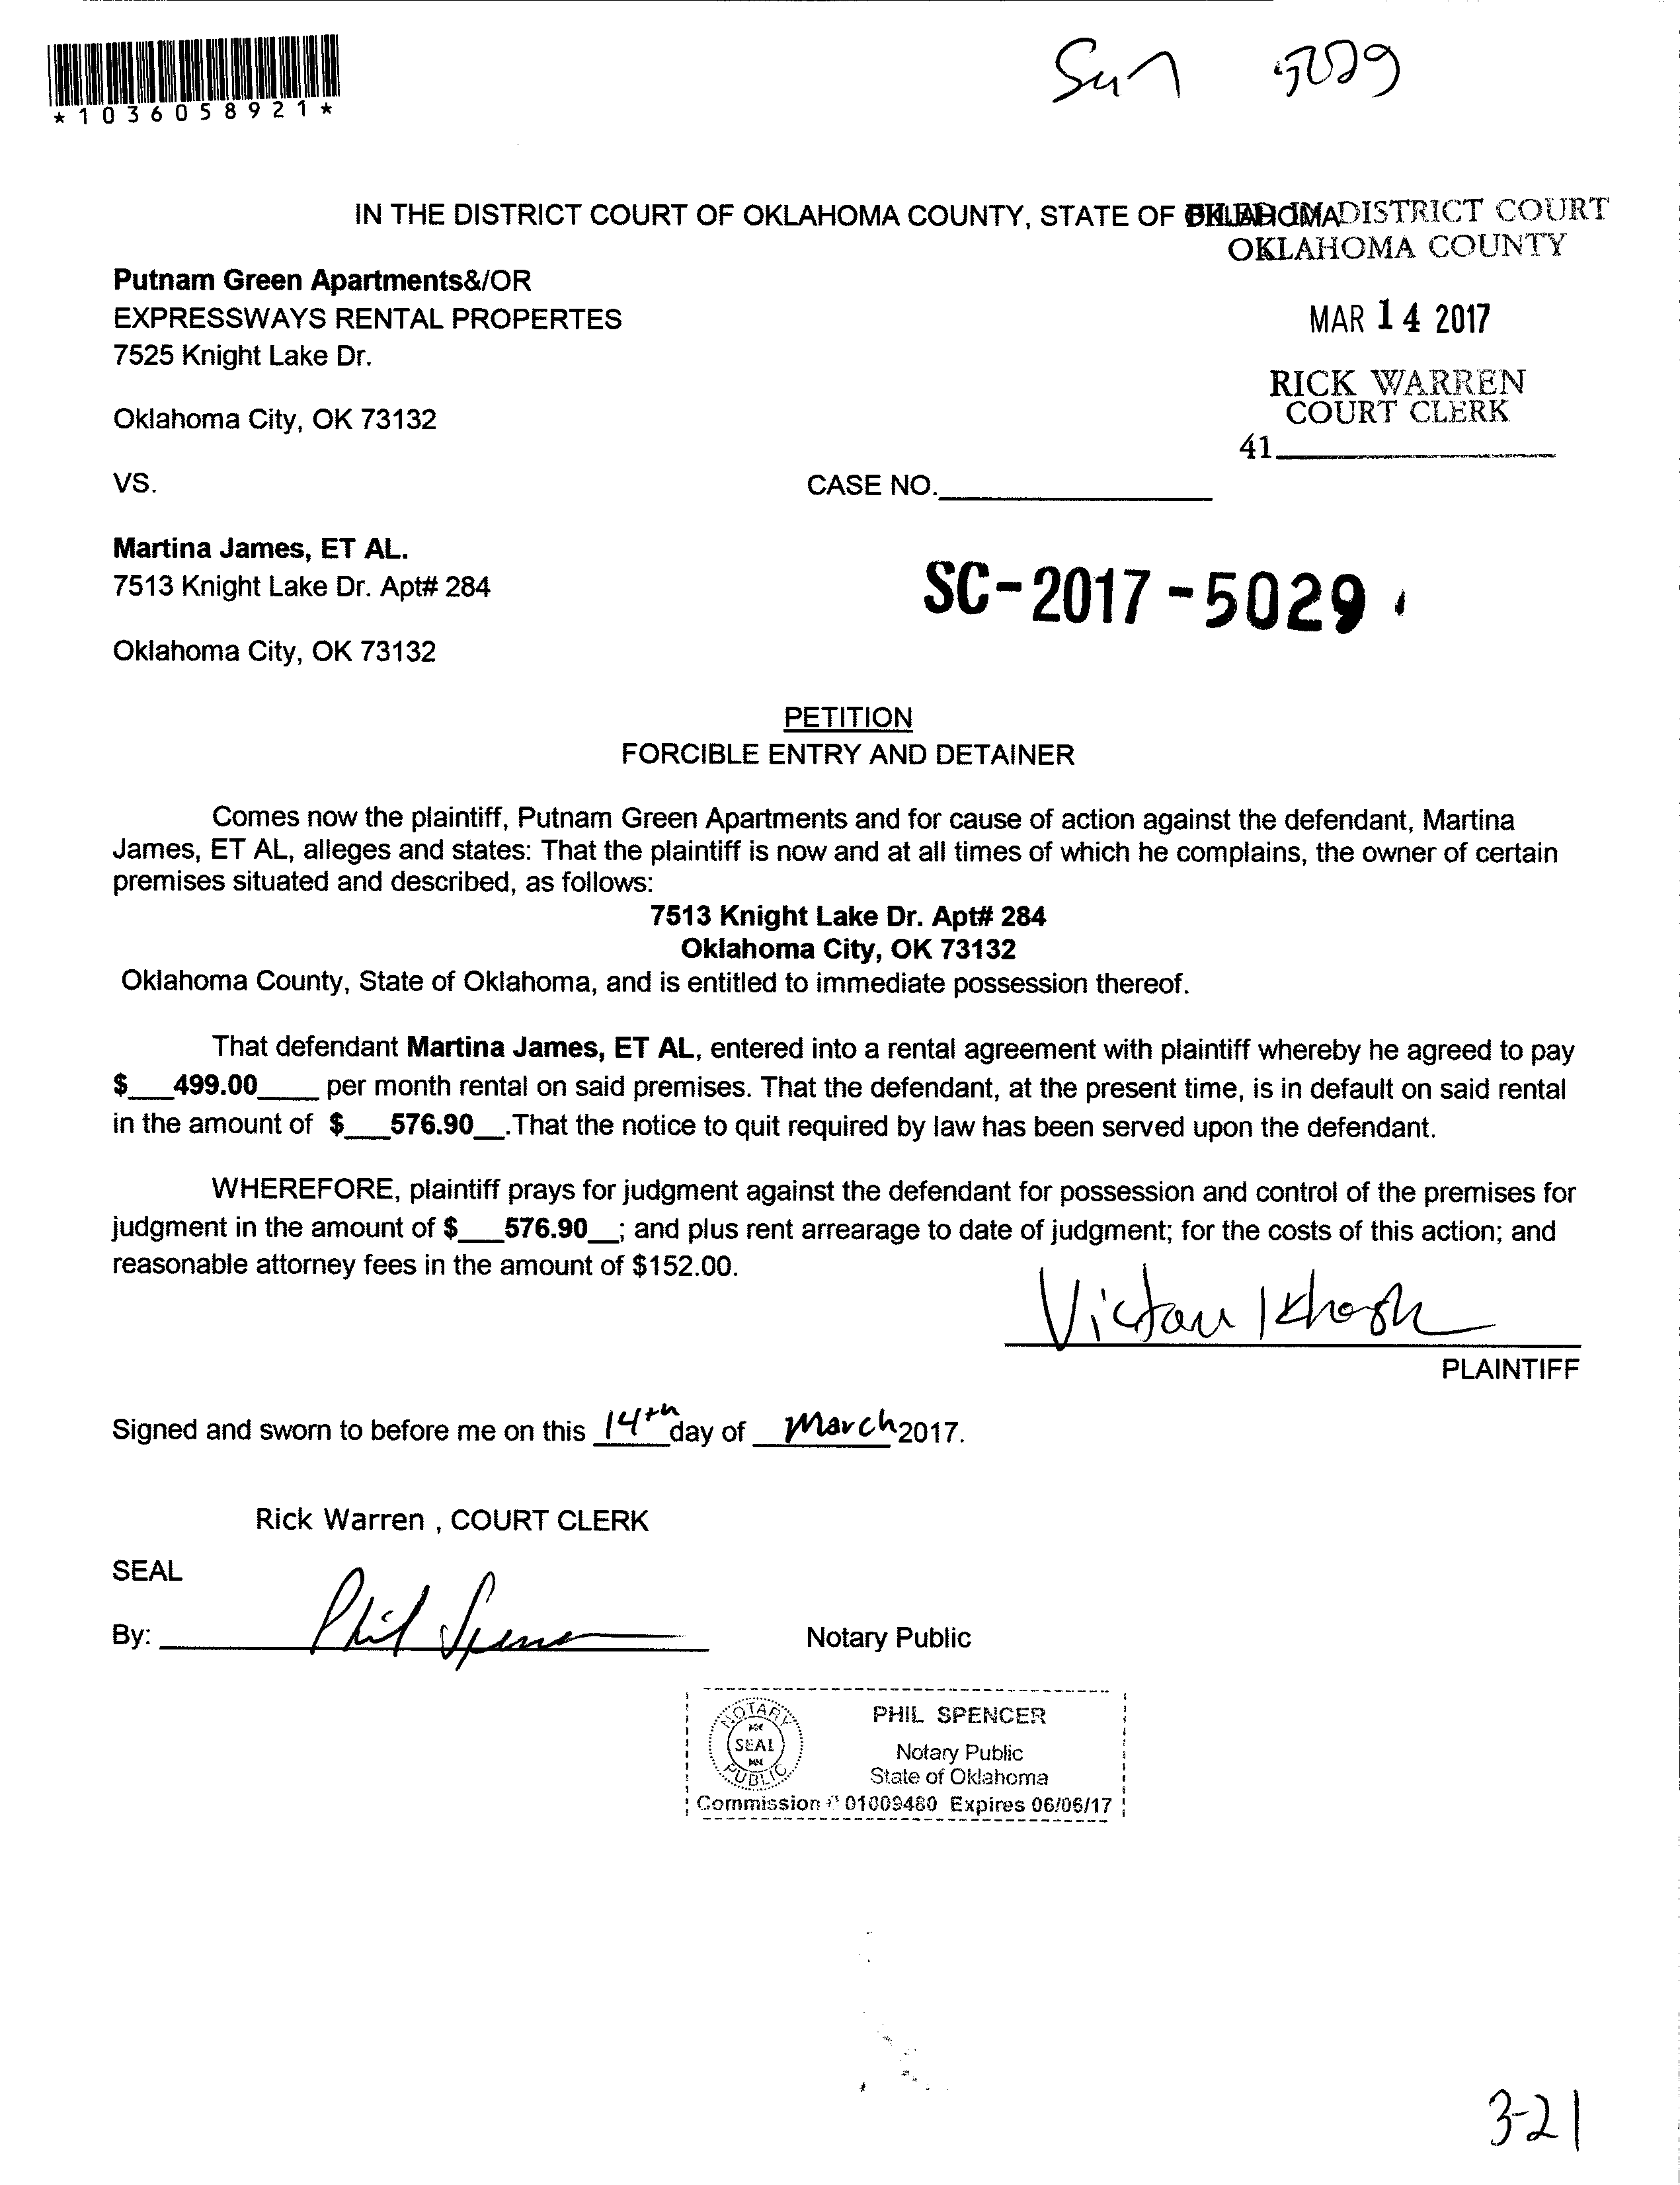 *1036058921*
5029
IN THE DISTRICT COURT OF OKLAHOMA COUNTY, STATE OF OKLAHOMA
FILED IN DISTRICT COURT
OKLAHOMA COUNTY
Putnam Green Apartments&/OR
EXPRESSWAYS RENTAL PROPERTES
7525 Knight Lake Dr.
MAR 14 2017
RICK WARREN
COURT CLERK
Oklahoma City, OK 73132
41
VS.
CASE NO.
Martina James, ET AL.
7513 Knight Lake Dr. Apt# 284
SC-2017-5029
Oklahoma City, OK 73132
PETITION
FORCIBLE ENTRY AND DETAINER
Comes now the plaintiff, Putnam Green Apartments and for cause of action against the defendant, Martina
James, ET AL, alleges and states: That the plaintiff is now and at all times of which he complains, the owner of certain
premises situated and described, as follows:
7513 Knight Lake Dr. Apt# 284
Oklahoma City, OK 73132
Oklahoma County, State of Oklahoma, and is entitled to immediate possession thereof.
That defendant Martina James, ET AL, entered into a rental agreement with plaintiff whereby he agreed to pay
$___499.00____ per month rental on said premises. That the defendant, at the present time, is in default on said rental
in the amount of $___576.90__.That the notice to quit required by law has been served upon the defendant.
WHEREFORE, plaintiff prays for judgment against the defendant for possession and control of the premises for
judgment in the amount of $___576.90__; and plus rent arrearage to date of judgment; for the costs of this action; and
reasonable attorney fees in the amount of $152.00.
PLAINTIFF
Signed and sworn to before me on this 14th day of March 2017.
Rick Warren , COURT CLERK
SEAL
By: Phil Spencer
Notary Public
NOTARY
SEAL
PUBLIC
PHIL SPENCER
Notary Public
State of Oklahoma
Commission # 01009480 Expires 06/06/17
3-21